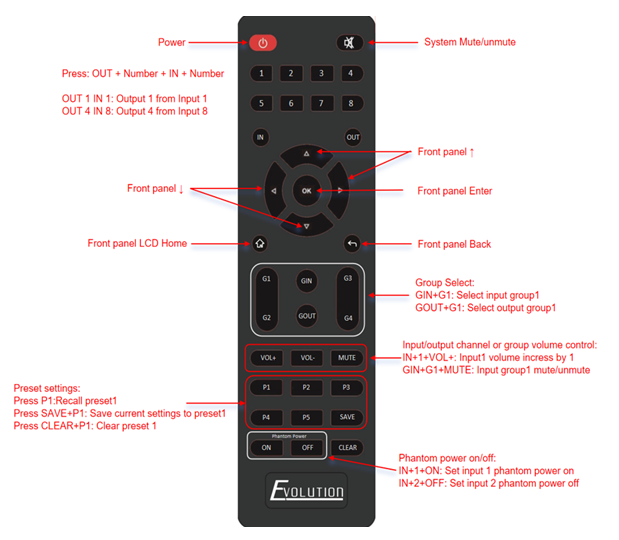 Power
System Mute/unmute
Press: OUT + Number + IN + Number
1 2 3 4
OUT 1 IN 1: Output 1 from Input 1
OUT 4 IN 8: Output 4 from Input 8
5 6 7 8
IN OUT
Front panel ↑
Front panel ↓
OK
Front panel Enter
Front panel LCD Home
Front panel Back
G1 GIN G3
G2 GOUT G4
Group Select:
GIN+G1: Select input group1
GOUT+G1: Select output group1
VOL+ VOL- MUTE
Input/output channel or group volume control:
IN+1+VOL+: Input1 volume incress by 1
GIN+G1+MUTE: Input group1 mute/unmute
Preset settings:
Press P1:Recall preset1
Press SAVE+P1: Save current settings to preset1
Press CLEAR+P1: Clear preset 1
P1 P2 P3
P4 P5 SAVE
Phantom Power
ON OFF CLEAR
Phantom power on/off:
IN+1+ON: Set input 1 phantom power on
IN+2+OFF: Set input 2 phantom power off
EVOLUTION